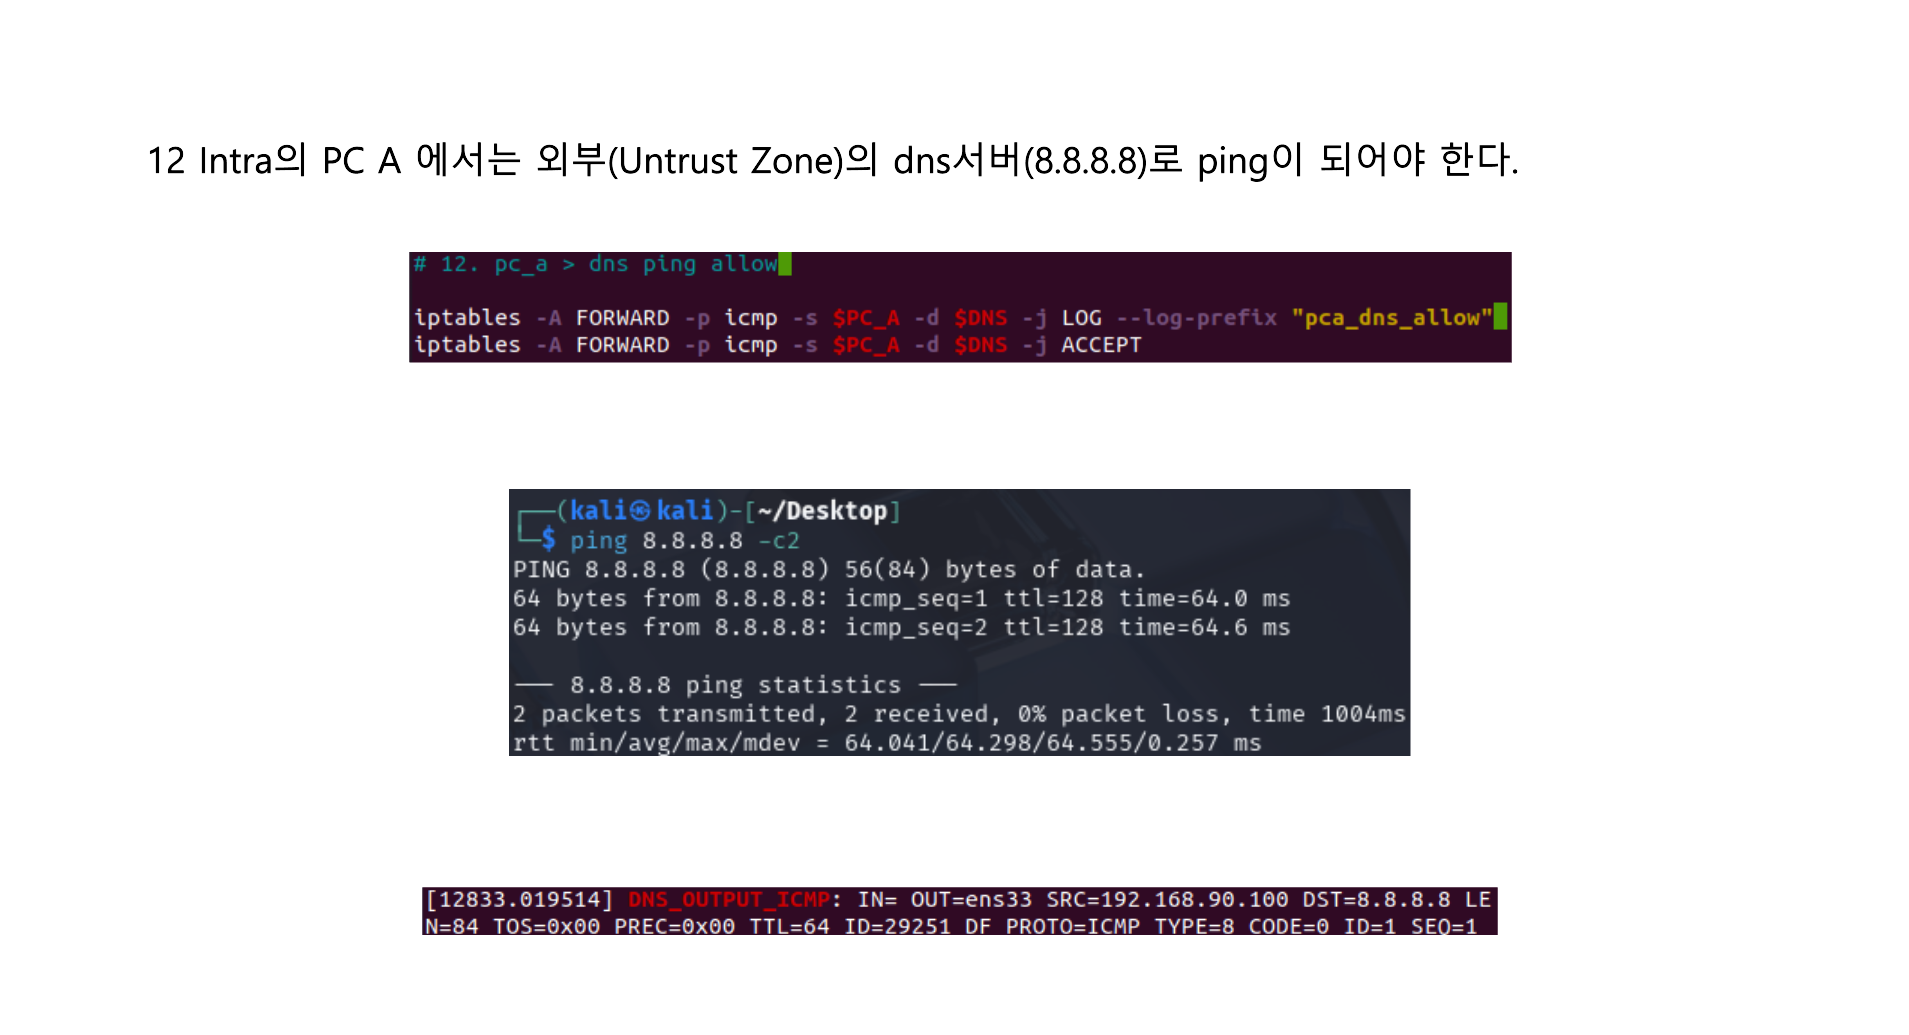 12 Intra의 PC A 에서는 외부(Untrust Zone)의 dns서버(8.8.8.8)로 ping이 되어야 한다.
# 12. pc_a > dns ping allow
iptables -A FORWARD -p icmp -s $PC_A -d $DNS -j LOG --log-prefix "pca_dns_allow"
iptables -A FORWARD -p icmp -s $PC_A -d $DNS -j ACCEPT
┌──(kali㉿kali)-[~/Desktop]
└─$ ping 8.8.8.8 -c2
PING 8.8.8.8 (8.8.8.8) 56(84) bytes of data.
64 bytes from 8.8.8.8: icmp_seq=1 ttl=128 time=64.0 ms
64 bytes from 8.8.8.8: icmp_seq=2 ttl=128 time=64.6 ms
--- 8.8.8.8 ping statistics ---
2 packets transmitted, 2 received, 0% packet loss, time 1004ms
rtt min/avg/max/mdev = 64.041/64.298/64.555/0.257 ms
[12833.019514] DNS_OUTPUT_ICMP: IN= OUT=ens33 SRC=192.168.90.100 DST=8.8.8.8 LE
N=84 TOS=0x00 PREC=0x00 TTL=64 ID=29251 DF PROTO=ICMP TYPE=8 CODE=0 ID=1 SEQ=1